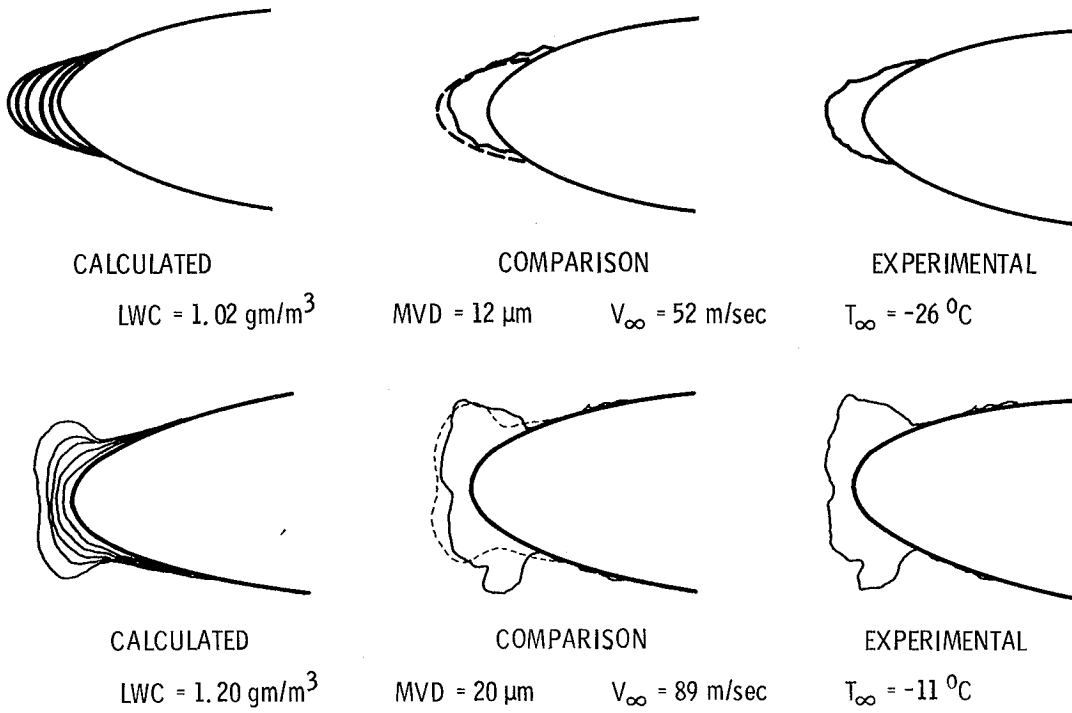 CALCULATED COMPARISON EXPERIMENTAL
LWC = 1.02 gm/m³ MVD = 12 µm V∞ = 52 m/sec T∞ = -26 ⁰C
CALCULATED COMPARISON EXPERIMENTAL
LWC = 1.20 gm/m³ MVD = 20 µm V∞ = 89 m/sec T∞ = -11 ⁰C